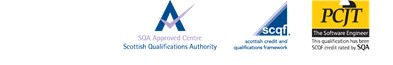 SQA Approved Centre
Scottish Qualifications Authority
scqf
scottish credit and
qualifications framework
PCJT
The Software Engineer
This qualification has been
SCQF credit rated by SQA